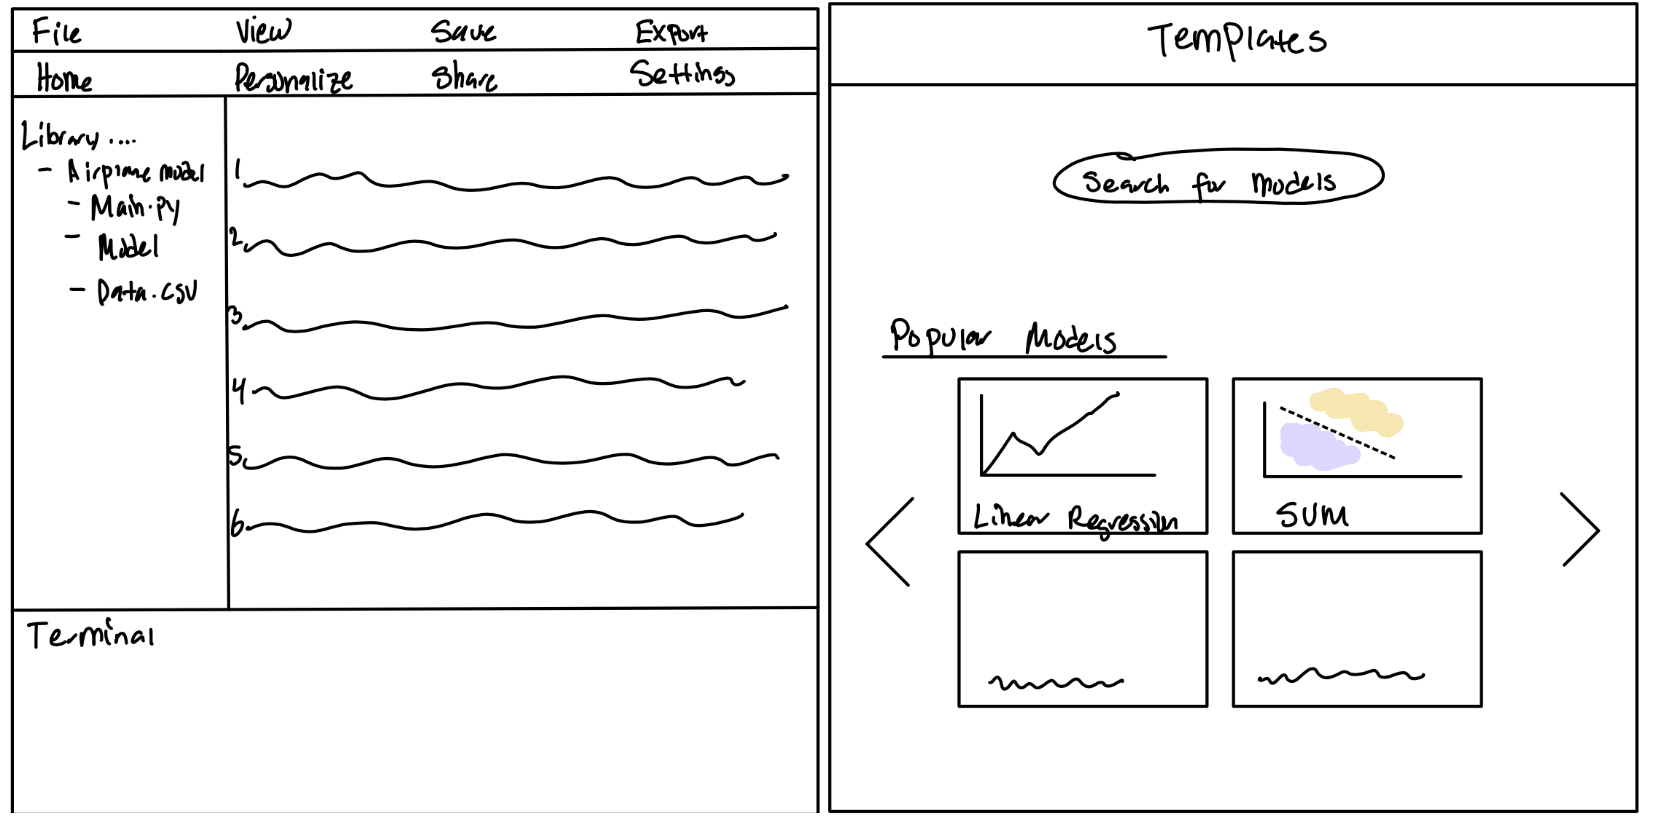 File View Save Export
Home Personalize Share Settings
Library....
- Airplane model
- Main.py
- Model
- Data.csv
1
2
3
4
5
6
Terminal
Templates
Search for models
Popular Models
Linear Regression
SVM